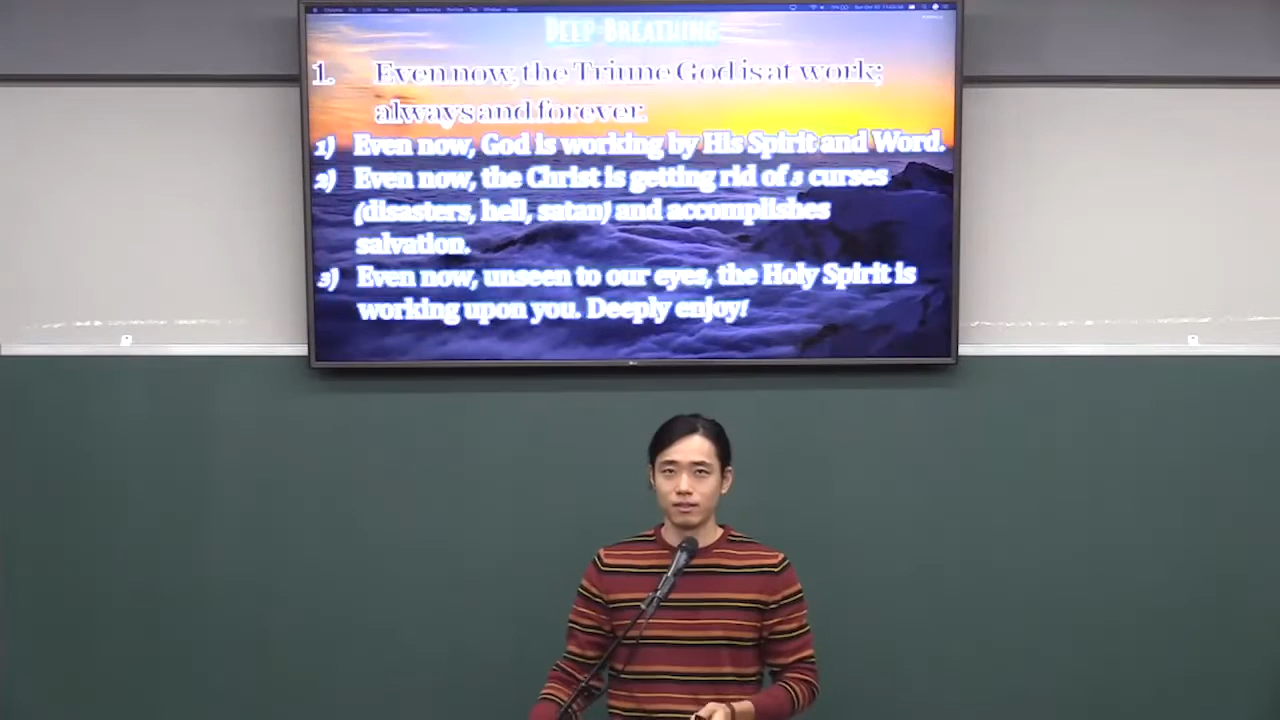 DEEP BREATHING
1. Even now, the Triune God is at work;
always and forever.
1) Even now, God is working by His Spirit and Word.
2) Even now, the Christ is getting rid of 3 curses
(disasters, hell, satan) and accomplishes
salvation.
3) Even now, unseen to our eyes, the Holy Spirit is
working upon you. Deeply enjoy!